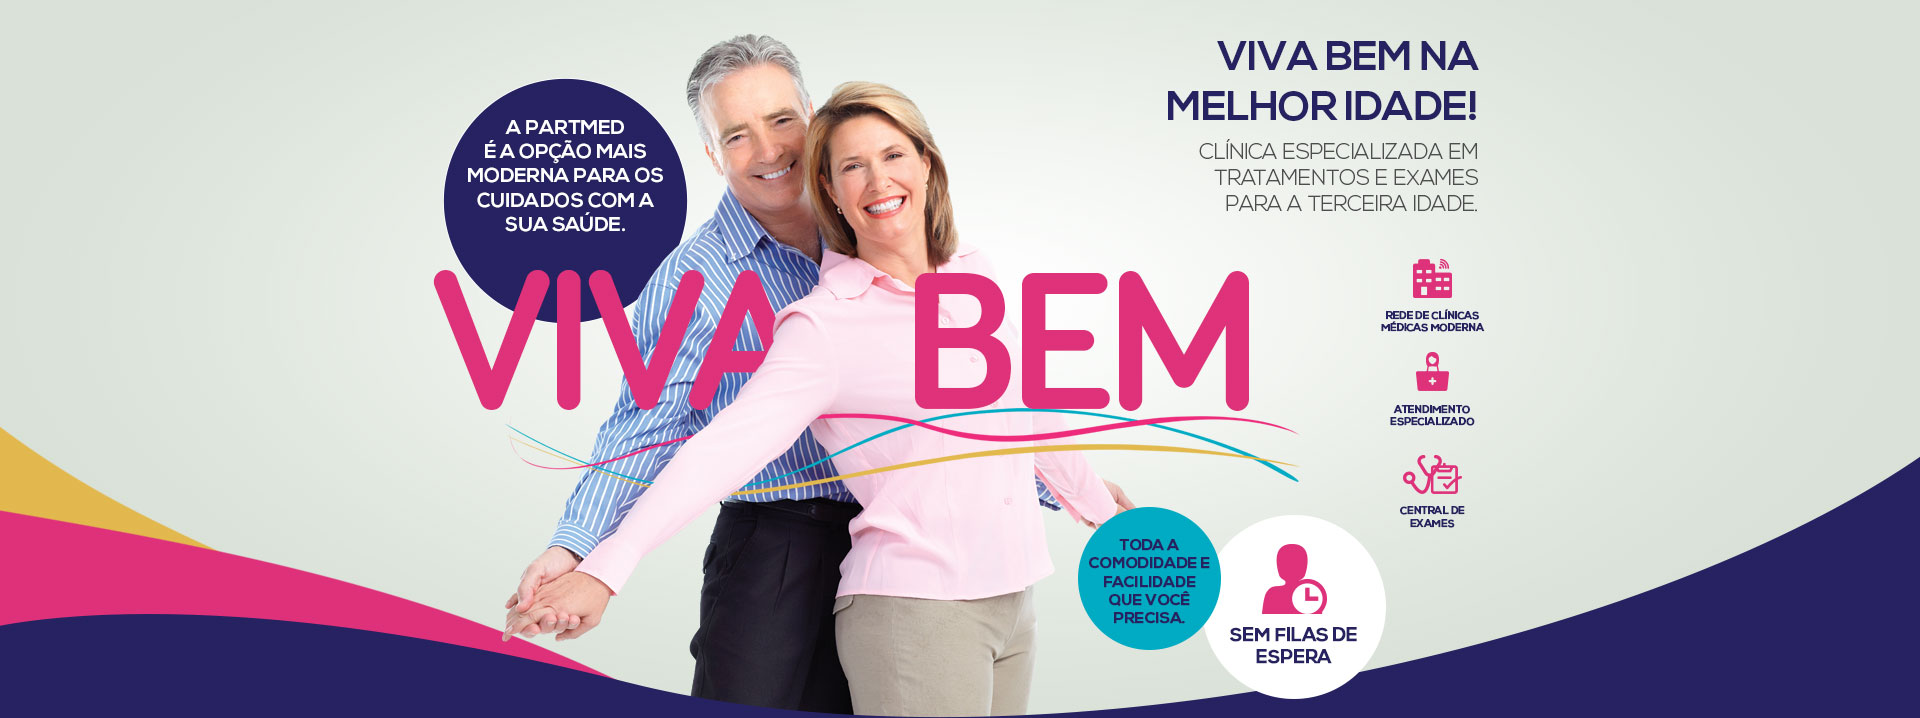 A PARTMED
É A OPÇÃO MAIS
MODERNA PARA OS
CUIDADOS COM A
SUA SAÚDE.
VIVA BEM
VIVA BEM NA
MELHOR IDADE!
CLÍNICA ESPECIALIZADA EM
TRATAMENTOS E EXAMES
PARA A TERCEIRA IDADE.
REDE DE CLÍNICAS
MÉDICAS MODERNA
ATENDIMENTO
ESPECIALIZADO
CENTRAL DE
EXAMES
TODA A
COMODIDADE E
FACILIDADE
QUE VOCÊ
PRECISA.
SEM FILAS DE
ESPERA